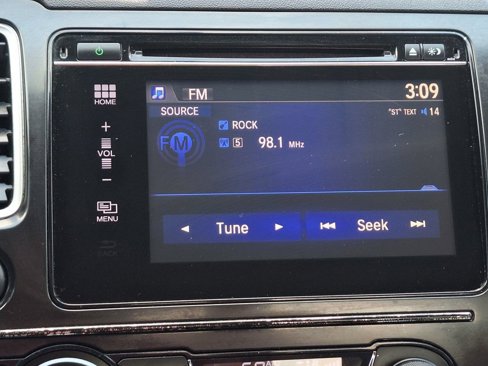 FM 3:09
HOME
SOURCE "ST" TEXT 14
ROCK
FM
5 98.1 MHz
+
VOL
−
MENU
Tune Seek
BACK